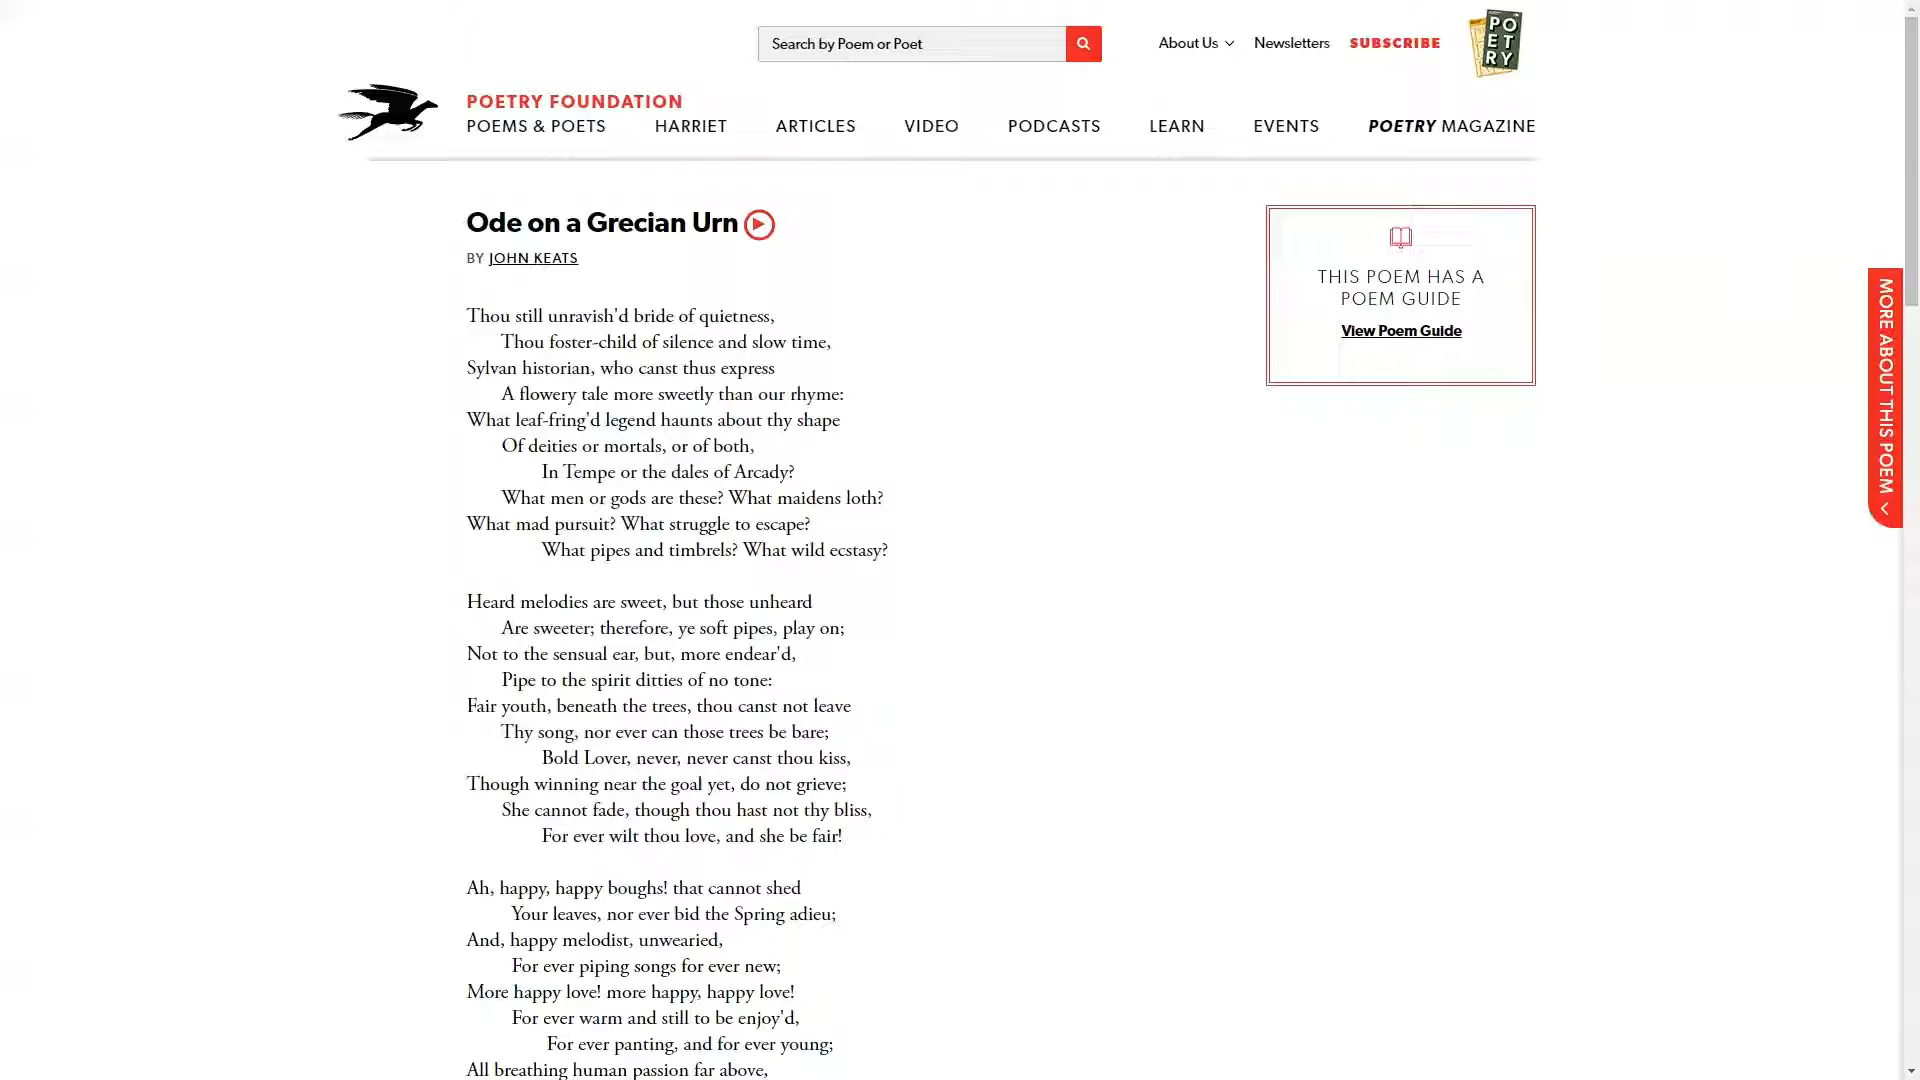 Search by Poem or Poet
About Us
Newsletters
SUBSCRIBE
POETRY
POETRY FOUNDATION
POEMS & POETS
HARRIET
ARTICLES
VIDEO
PODCASTS
LEARN
EVENTS
POETRY MAGAZINE
Ode on a Grecian Urn
BY JOHN KEATS
Thou still unravish'd bride of quietness,
Thou foster-child of silence and slow time,
Sylvan historian, who canst thus express
A flowery tale more sweetly than our rhyme:
What leaf-fring'd legend haunts about thy shape
Of deities or mortals, or of both,
In Tempe or the dales of Arcady?
What men or gods are these? What maidens loth?
What mad pursuit? What struggle to escape?
What pipes and timbrels? What wild ecstasy?
Heard melodies are sweet, but those unheard
Are sweeter; therefore, ye soft pipes, play on;
Not to the sensual ear, but, more endear'd,
Pipe to the spirit ditties of no tone:
Fair youth, beneath the trees, thou canst not leave
Thy song, nor ever can those trees be bare;
Bold Lover, never, never canst thou kiss,
Though winning near the goal yet, do not grieve;
She cannot fade, though thou hast not thy bliss,
For ever wilt thou love, and she be fair!
Ah, happy, happy boughs! that cannot shed
Your leaves, nor ever bid the Spring adieu;
And, happy melodist, unwearied,
For ever piping songs for ever new;
More happy love! more happy, happy love!
For ever warm and still to be enjoy'd,
For ever panting, and for ever young;
All breathing human passion far above,
THIS POEM HAS A
POEM GUIDE
View Poem Guide
MORE ABOUT THIS POEM